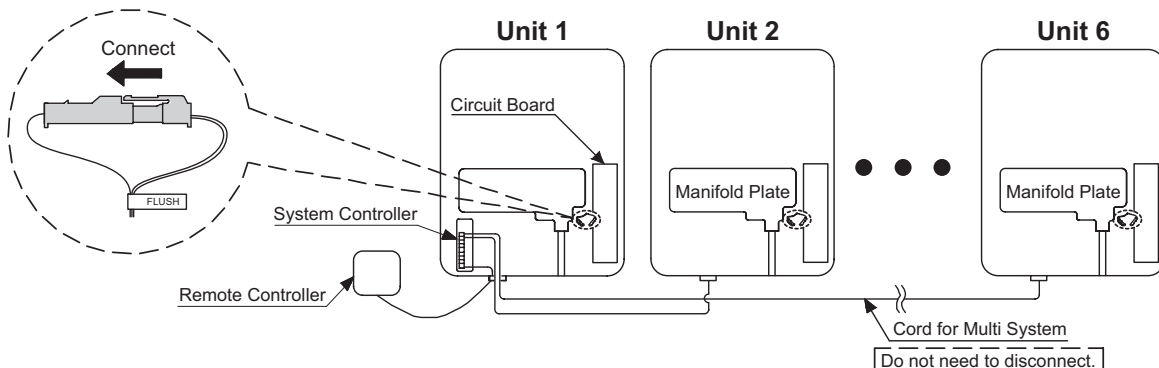 Unit 1
Unit 2
Unit 6
Connect
Circuit Board
Manifold Plate
Manifold Plate
FLUSH
System Controller
Remote Controller
Cord for Multi System
Do not need to disconnect.